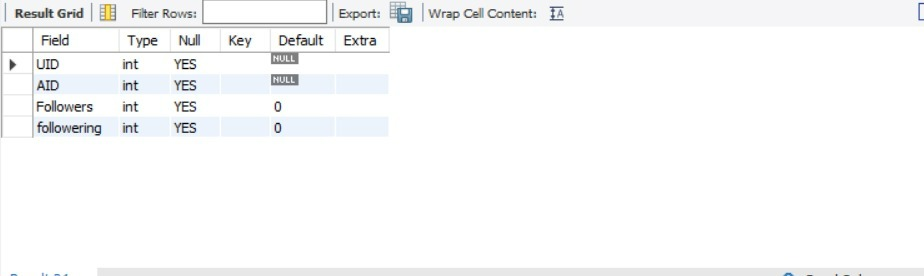 Result Grid Filter Rows: Export: Wrap Cell Content: IA
Field Type Null Key Default Extra
UID int YES NULL
AID int YES NULL
Followers int YES 0
followering int YES 0